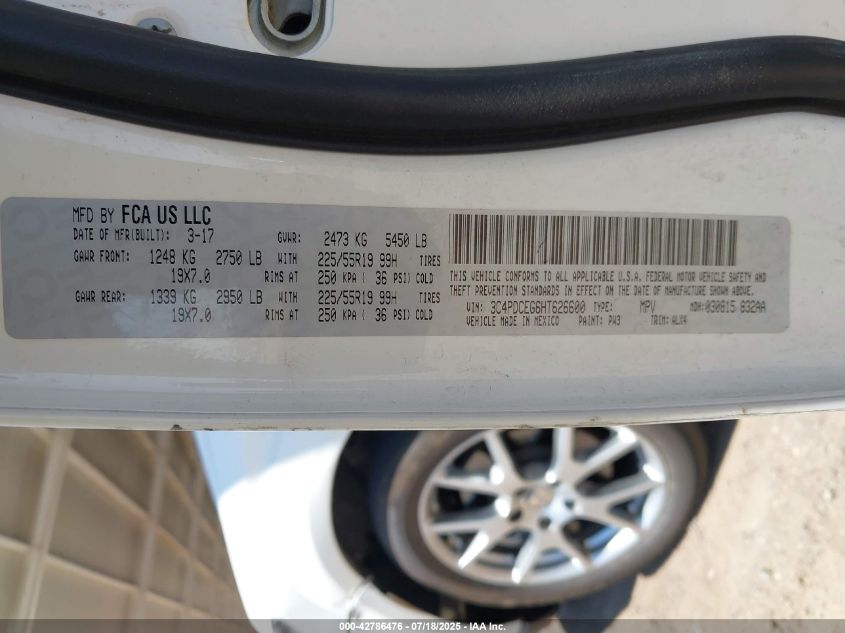 MFD BY FCA US LLC
DATE OF MFR(BUILT): 3-17 GVWR: 2473 KG 5450 LB
GAWR FRONT: 1248 KG 2750 LB WITH 225/55R19 99H TIRES
19X7.0 RIMS AT 250 KPA ( 36 PSI) COLD
GAWR REAR: 1339 KG 2950 LB WITH 225/55R19 99H TIRES
19X7.0 RIMS AT 250 KPA ( 36 PSI) COLD
THIS VEHICLE CONFORMS TO ALL APPLICABLE U.S.A. FEDERAL MOTOR VEHICLE SAFETY AND
THEFT PREVENTION STANDARDS IN EFFECT ON THE DATE OF MANUFACTURE SHOWN ABOVE.
VIN: 3C4PDCEG6HT626600 TYPE: MPV MDH:030815 832AA
VEHICLE MADE IN MEXICO PAINT: PW3 TRIM: ALX4
000-42786476 - 07/18/2025 - IAA Inc.